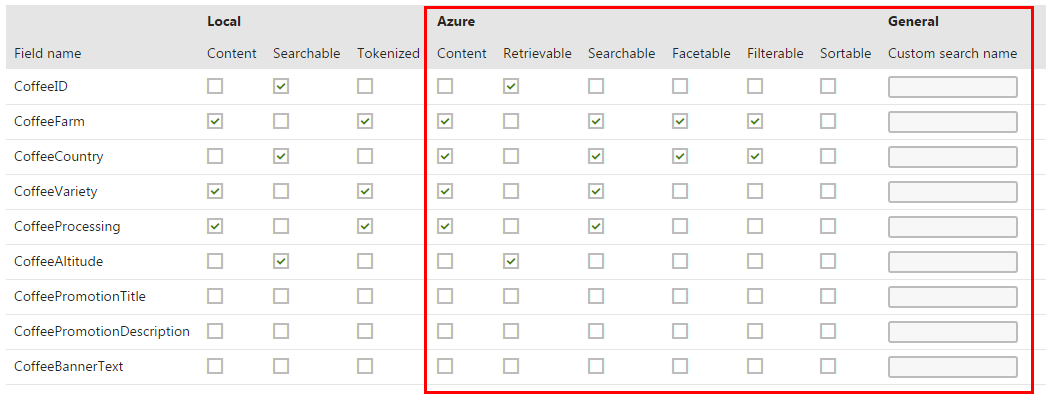 Local Azure General
Field name Content Searchable Tokenized Content Retrievable Searchable Facetable Filterable Sortable Custom search name
CoffeeID
CoffeeFarm
CoffeeCountry
CoffeeVariety
CoffeeProcessing
CoffeeAltitude
CoffeePromotionTitle
CoffeePromotionDescription
CoffeeBannerText